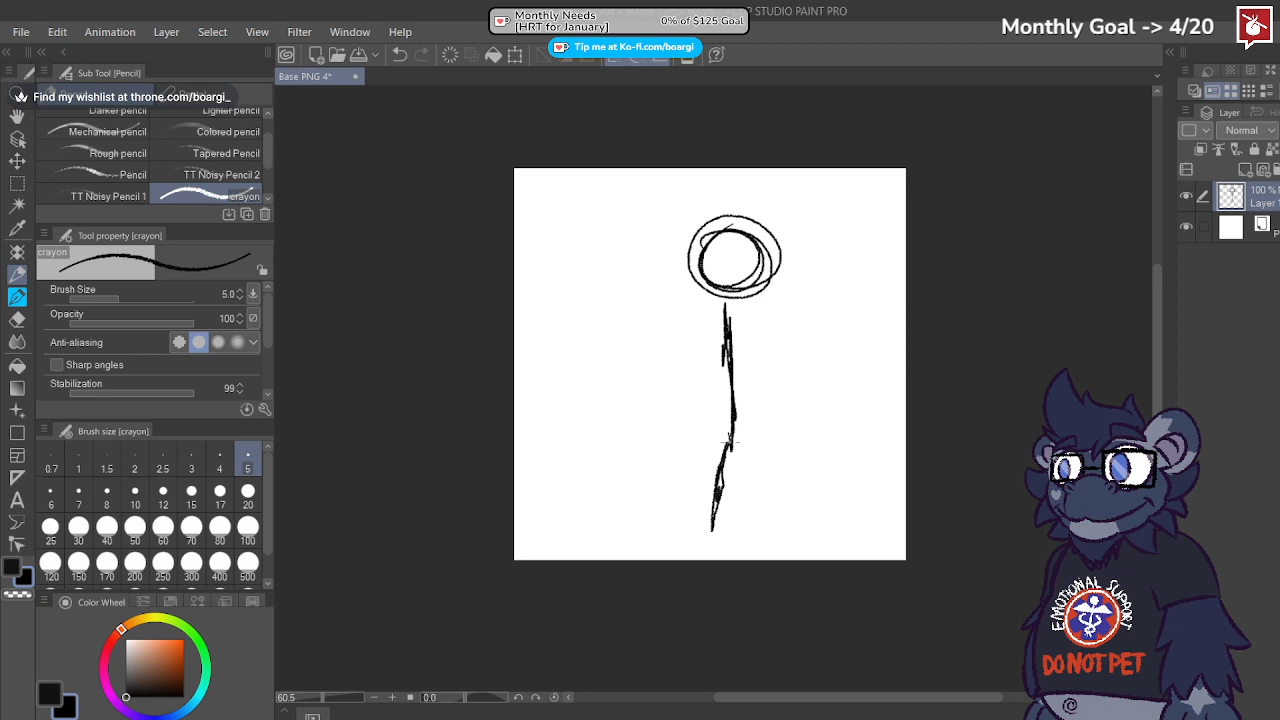 CLIP STUDIO PAINT PRO
Monthly Needs
[HRT for January]
0% of $125 Goal
Tip me at Ko-fi.com/boargi
Monthly Goal -> 4/20
File Edit Animation Layer Select View Filter Window Help
Sub Tool [Pencil]
Base PNG 4*
Find my wishlist at throne.com/boargi_
Darker pencil Lighter pencil
Mechanical pencil Colored pencil
Rough pencil Tapered Pencil
Pencil TT Noisy Pencil 2
TT Noisy Pencil 1 crayon
Tool property [crayon]
crayon
Brush Size 5.0
Opacity 100
Anti-aliasing
Sharp angles
Stabilization 99
Brush size [crayon]
0.7 1 1.5 2 2.5 3 4 5
6 7 8 10 12 15 17 20
25 30 40 50 60 70 80 100
120 150 170 200 250 300 400 500
Color Wheel
60.5 0.0
Layer
Normal
100 %
Layer
EMOTIONAL SUPPORT
DO NOT PET